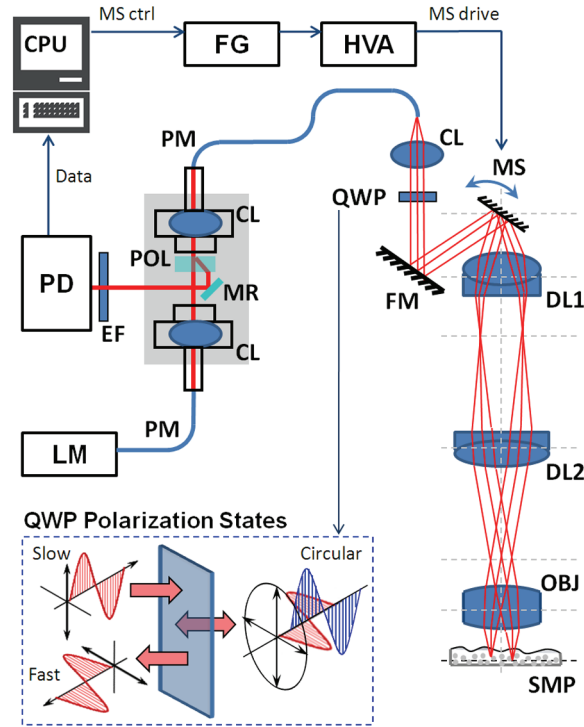 MS ctrl
MS drive
CPU
FG
HVA
PM
CL
MS
CL
QWP
Data
POL
PD
MR
FM
DL1
EF
CL
PM
LM
DL2
QWP Polarization States
Slow
Circular
OBJ
Fast
SMP